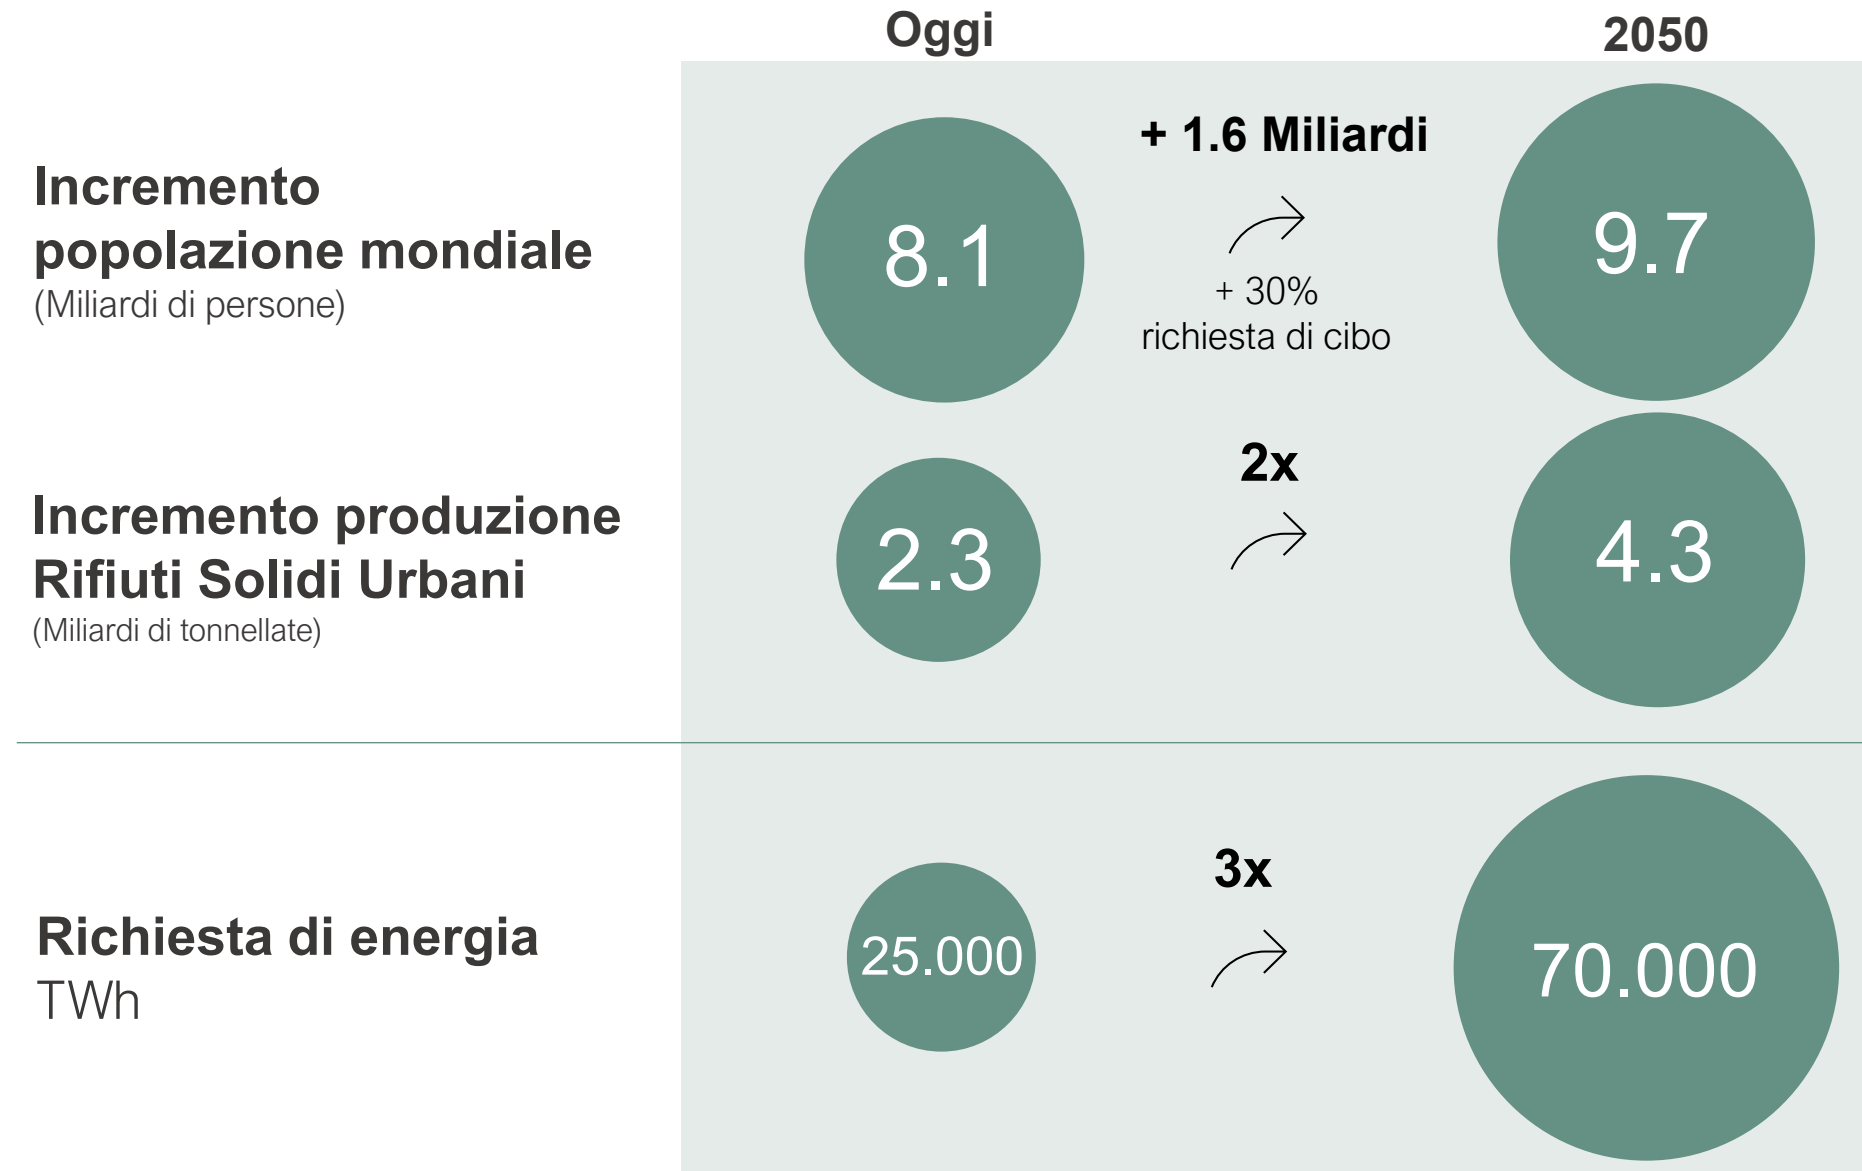 Oggi
2050
Incremento
popolazione mondiale
(Miliardi di persone)
8.1
+ 1.6 Miliardi
+ 30%
richiesta di cibo
9.7
Incremento produzione
Rifiuti Solidi Urbani
(Miliardi di tonnellate)
2.3
2x
4.3
Richiesta di energia
TWh
25.000
3x
70.000